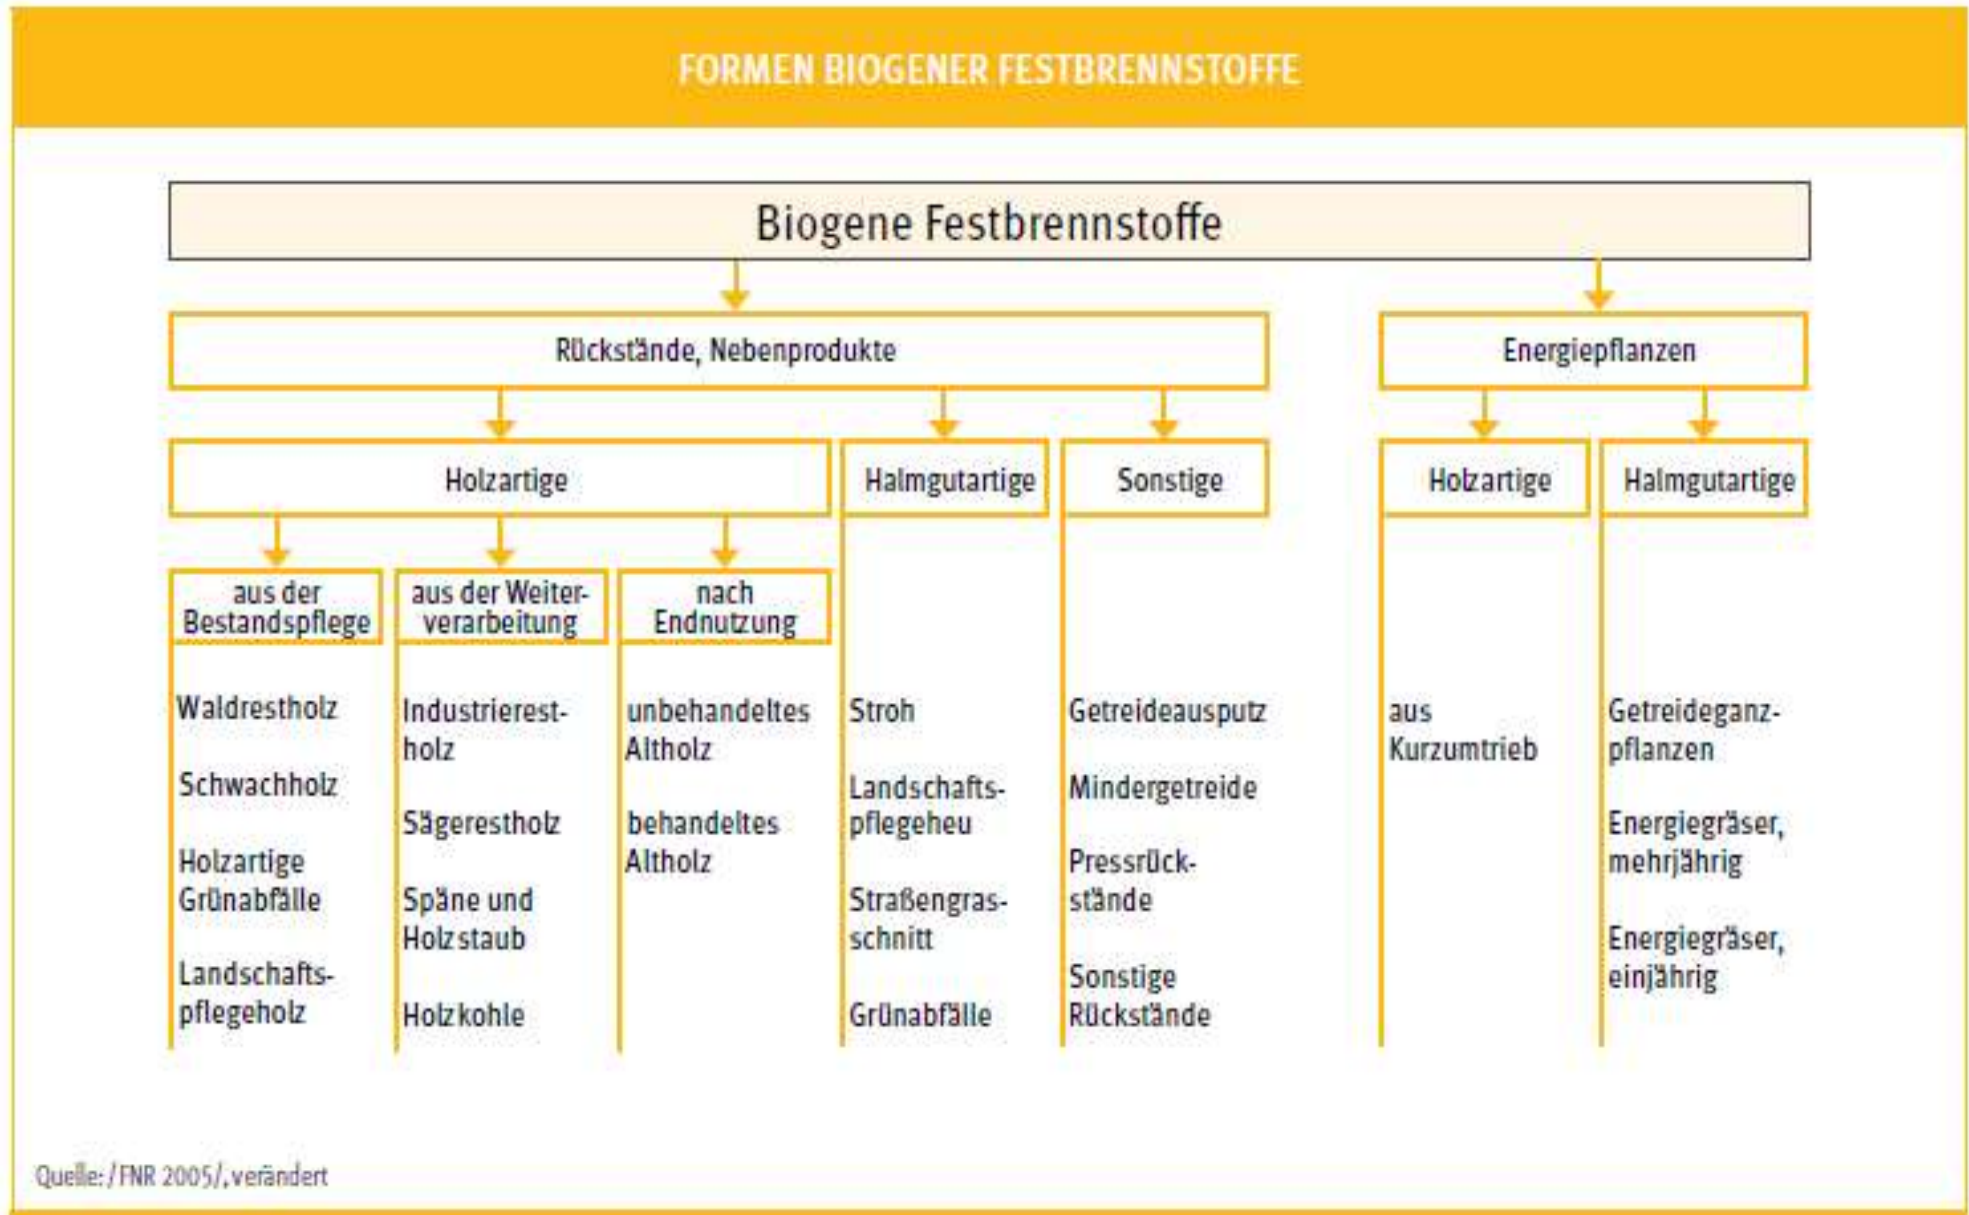 FORMEN BIOGENER FESTBRENNSTOFFE
Biogene Festbrennstoffe
Rückstände, Nebenprodukte
Energiepflanzen
Holzartige
Halmgutartige
Sonstige
Holzartige
Halmgutartige
aus der
Bestandspflege
aus der Weiter-
verarbeitung
nach
Endnutzung
Waldrestholz
Schwachholz
Holzartige
Grünabfälle
Landschafts-
pflegeholz
Industrierest-
holz
Sägerestholz
Späne und
Holzstaub
Holzkohle
unbehandeltes
Altholz
behandeltes
Altholz
Stroh
Landschafts-
pflegeheu
Straßengras-
schnitt
Grünabfälle
Getreideausputz
Mindergetreide
Pressrück-
stände
Sonstige
Rückstände
aus
Kurzumtrieb
Getreideganz-
pflanzen
Energiegräser,
mehrjährig
Energiegräser,
einjährig
Quelle: /FNR 2005/, verändert